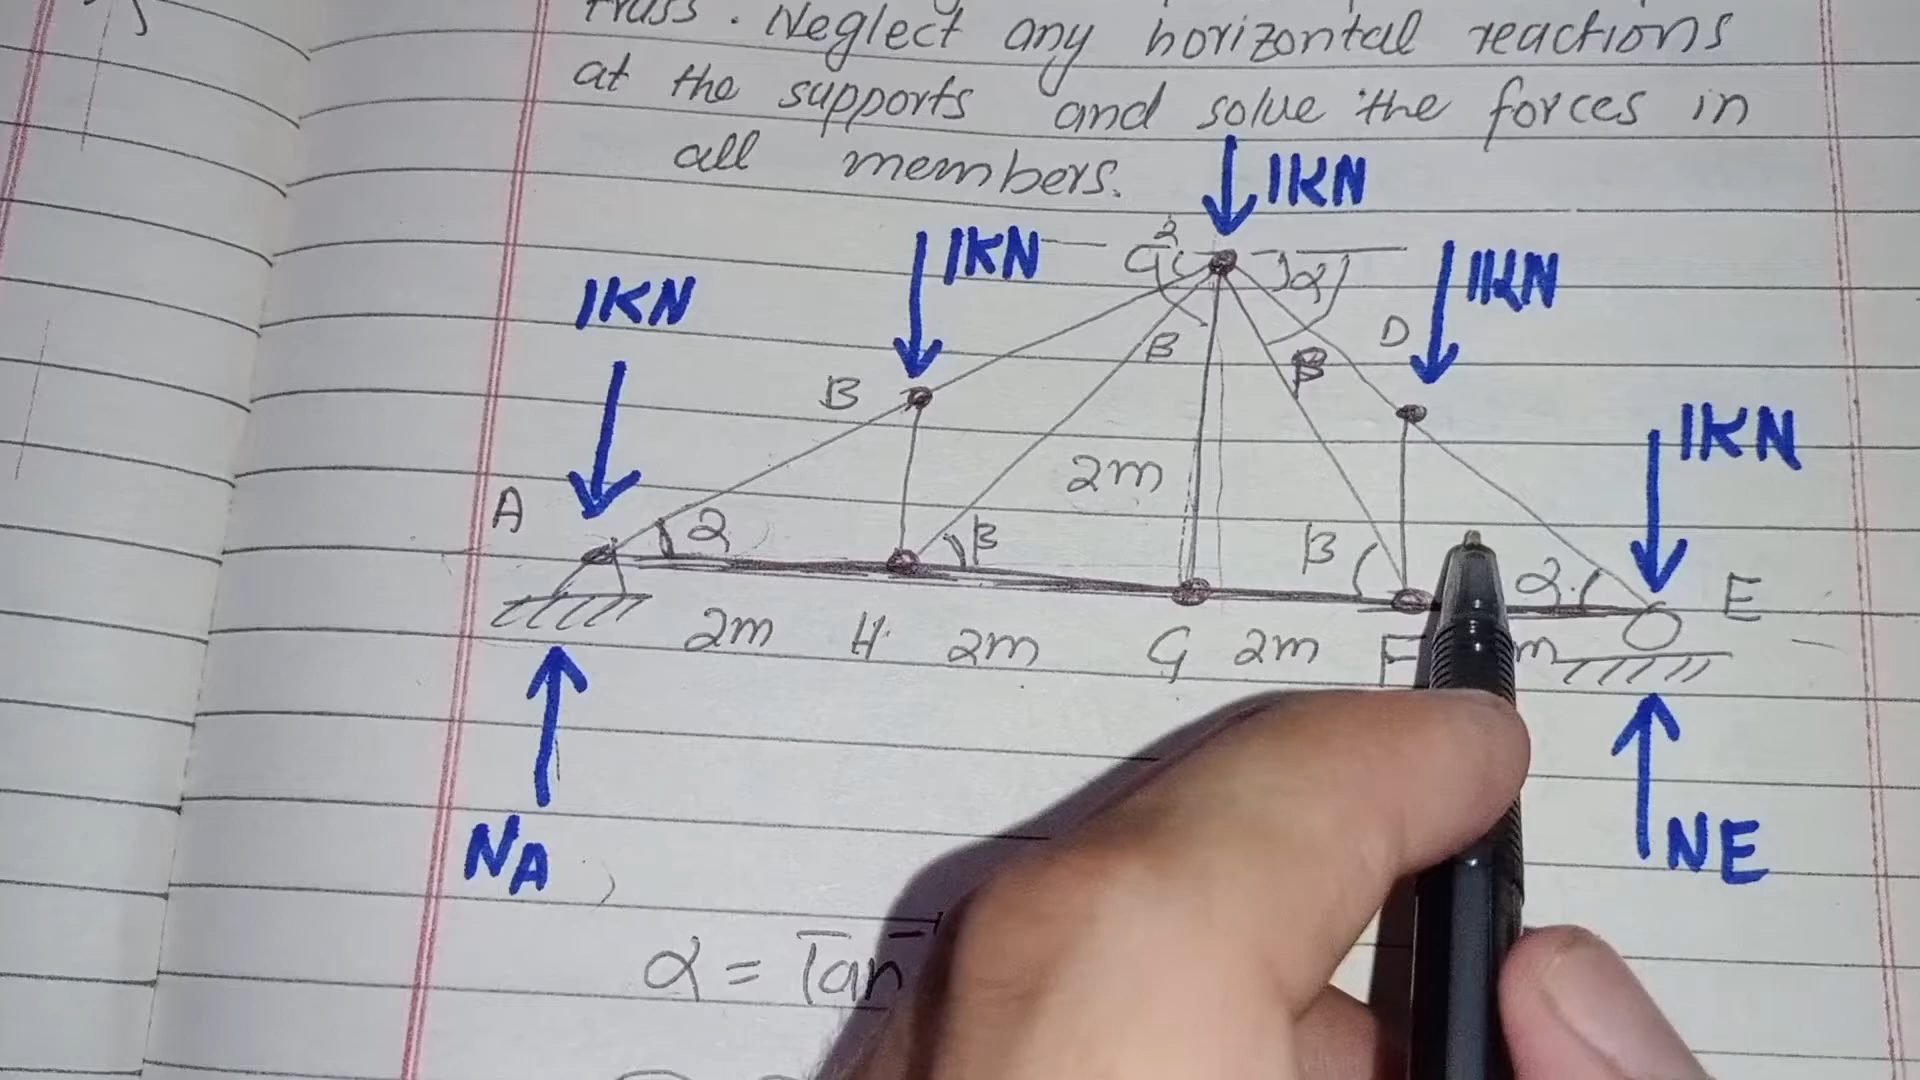 truss. Neglect any horizontal reactions
at the supports and solve the forces in
all members.
1KN
1KN
1KN
1KN
1KN
B
D
A
E
2m
α
β
β
β
β
α
α
2m H 2m G 2m F m
NA
NE
α = Tan